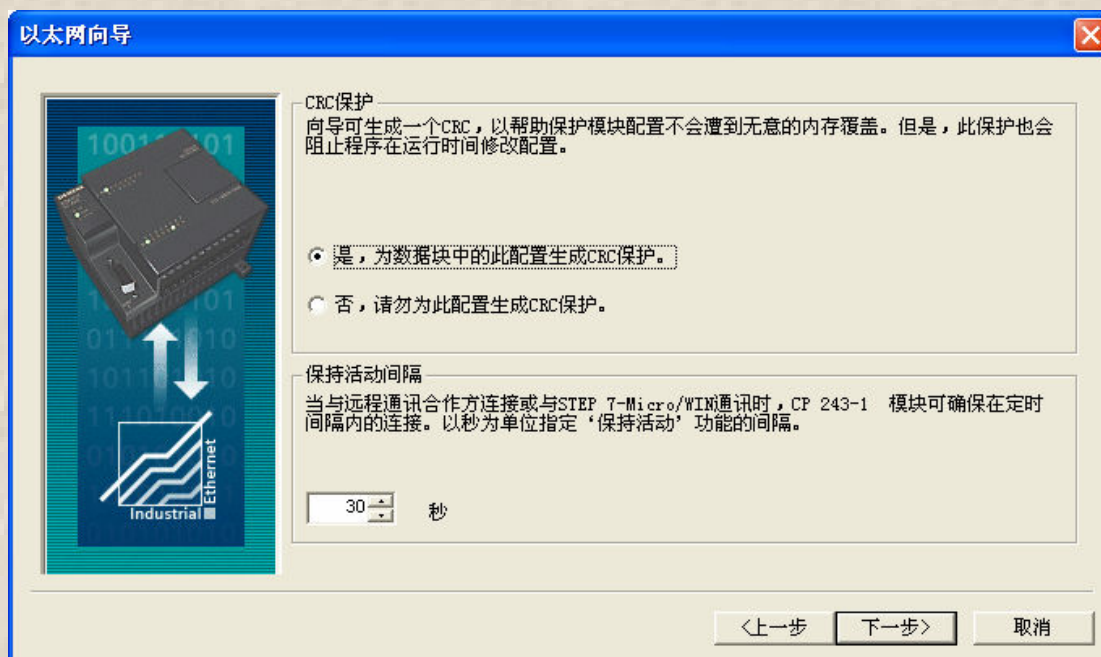 以太网向导
CRC保护
向导可生成一个CRC，以帮助保护模块配置不会遭到无意的内存覆盖。但是，此保护也会
阻止程序在运行时间修改配置。
是，为数据块中的此配置生成CRC保护。
否，请勿为此配置生成CRC保护。
保持活动间隔
当与远程通讯合作方连接或与STEP 7-Micro/WIN通讯时，CP 243-1 模块可确保在定时
间隔内的连接。以秒为单位指定‘保持活动’功能的间隔。
30 秒
Industrial
Ethernet
<上一步
下一步>
取消